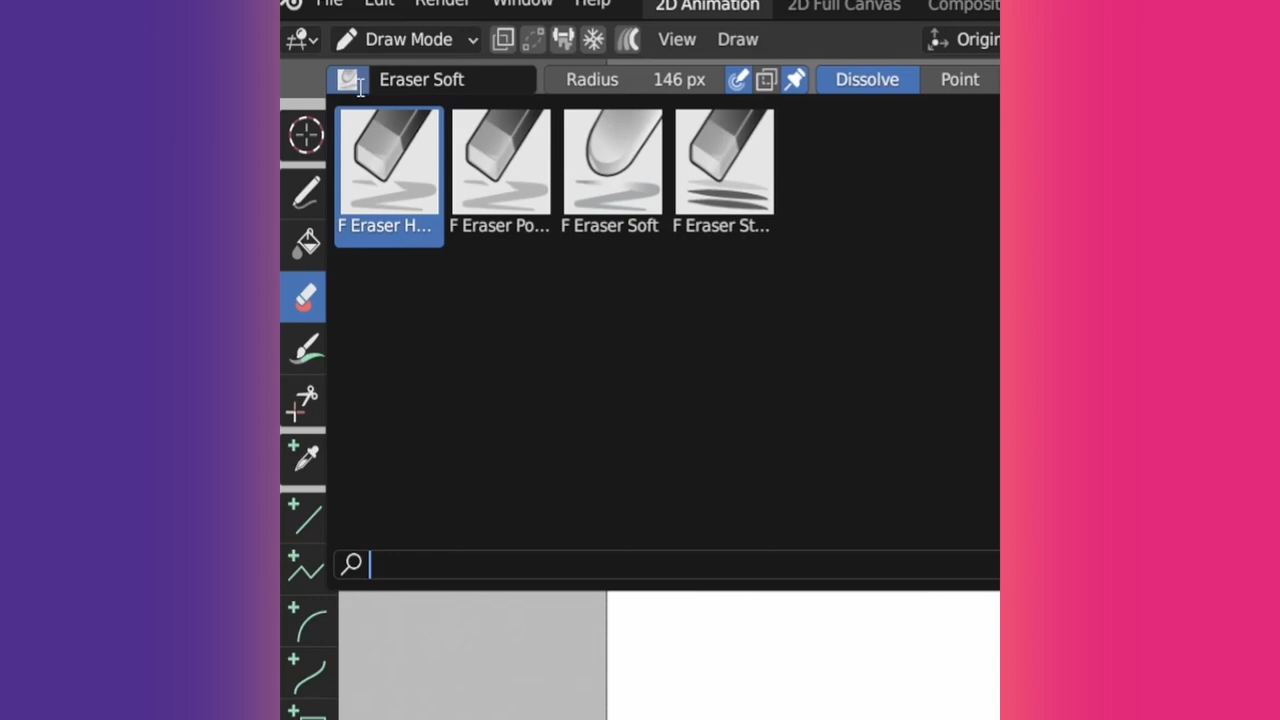 File Edit Render Window Help 2D Animation 2D Full Canvas Composit
Draw Mode View Draw Origin
Eraser Soft Radius 146 px Dissolve Point
F Eraser H... F Eraser Po... F Eraser Soft F Eraser St...